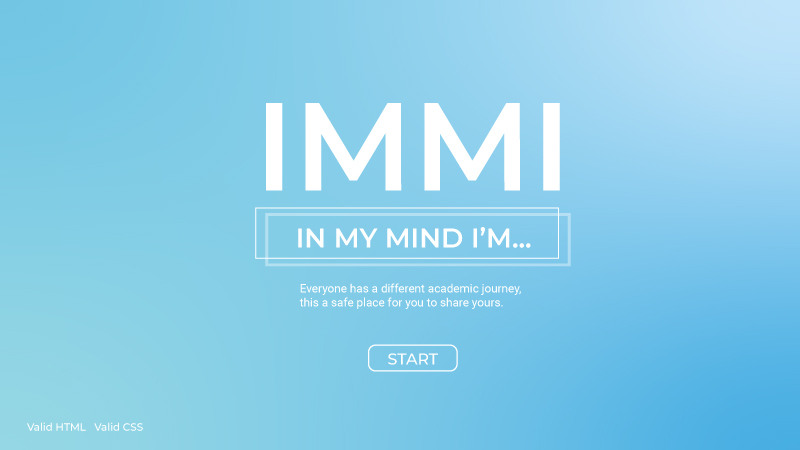 IMMI
IN MY MIND I’M...
Everyone has a different academic journey,
this a safe place for you to share yours.
START
Valid HTML Valid CSS